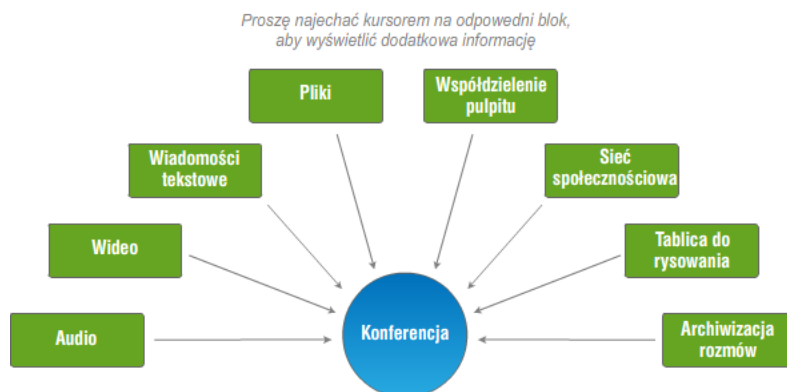 Proszę najechać kursorem na odpowedni blok,
aby wyświetlić dodatkowa informację
Pliki
Współdzielenie
pulpitu
Wiadomości
tekstowe
Sieć
społecznościowa
Wideo
Tablica do
rysowania
Audio
Konferencja
Archiwizacja
rozmów